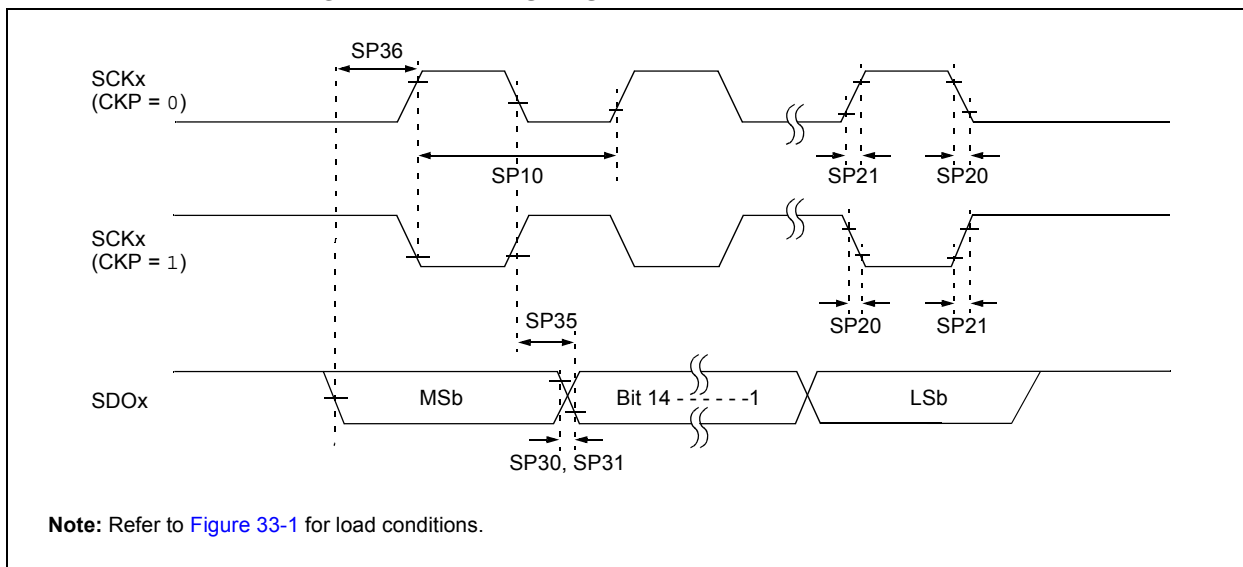 SP36
SCKx
(CKP = 0)
SP10
SP21
SP20
SCKx
(CKP = 1)
SP35
SP20
SP21
SDOx
MSb
Bit 14 - - - - - - -1
LSb
SP30, SP31
Note: Refer to Figure 33-1 for load conditions.